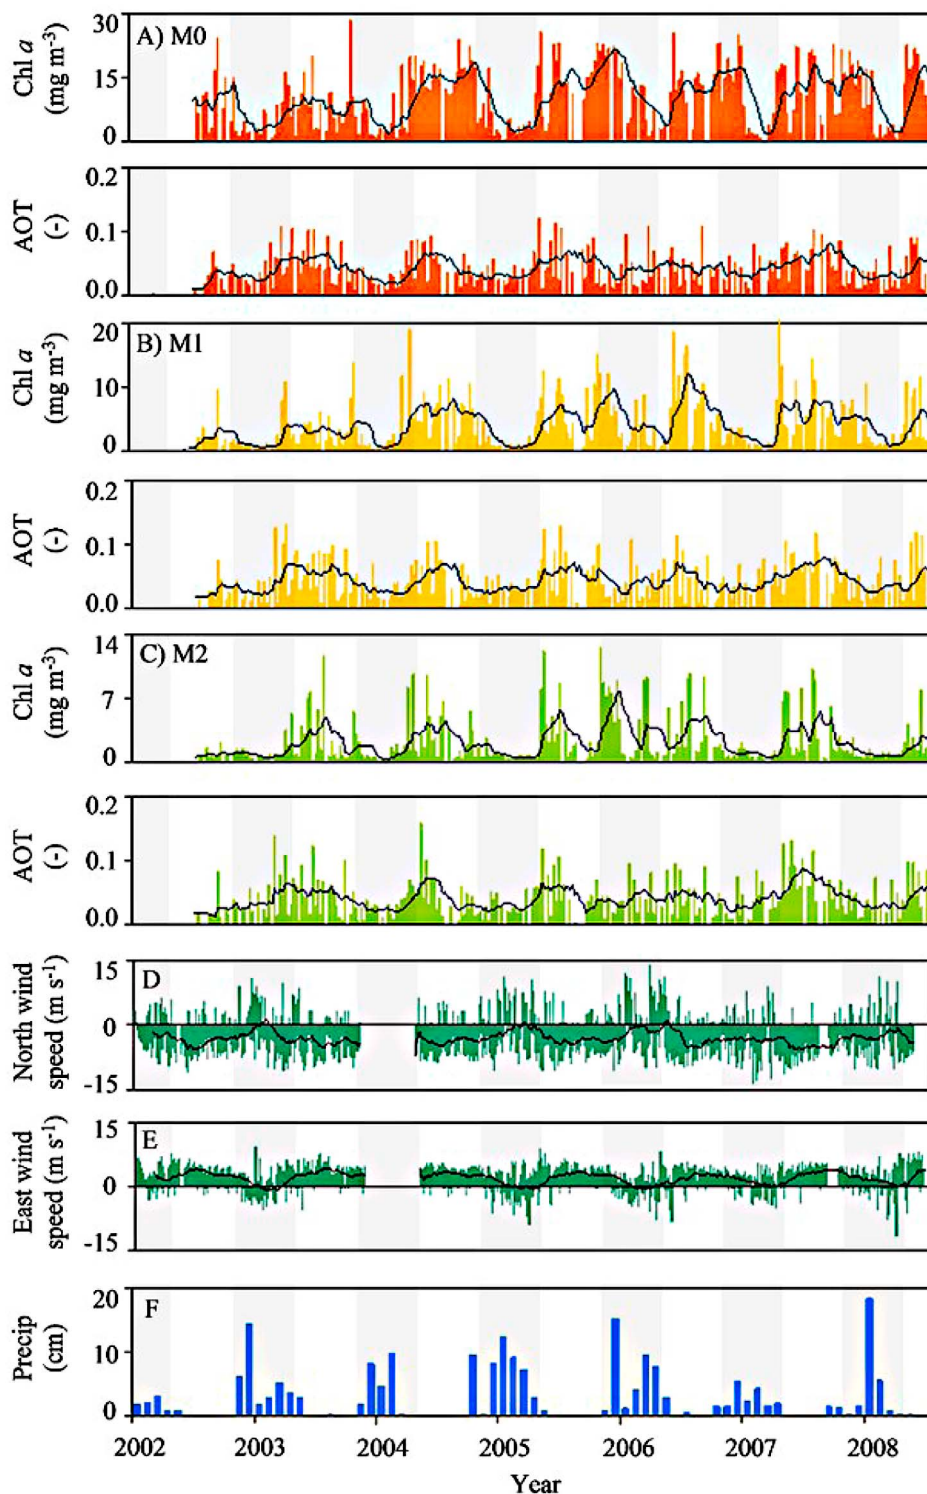 Chl a
(mg m⁻³)
30
15
0
A) M0
AOT
(-)
0.2
0.1
0.0
Chl a
(mg m⁻³)
20
10
0
B) M1
AOT
(-)
0.2
0.1
0.0
Chl a
(mg m⁻³)
14
7
0
C) M2
AOT
(-)
0.2
0.1
0.0
North wind
speed (m s⁻¹)
15
0
-15
D
East wind
speed (m s⁻¹)
15
0
-15
E
Precip
(cm)
20
10
0
F
2002 2003 2004 2005 2006 2007 2008
Year